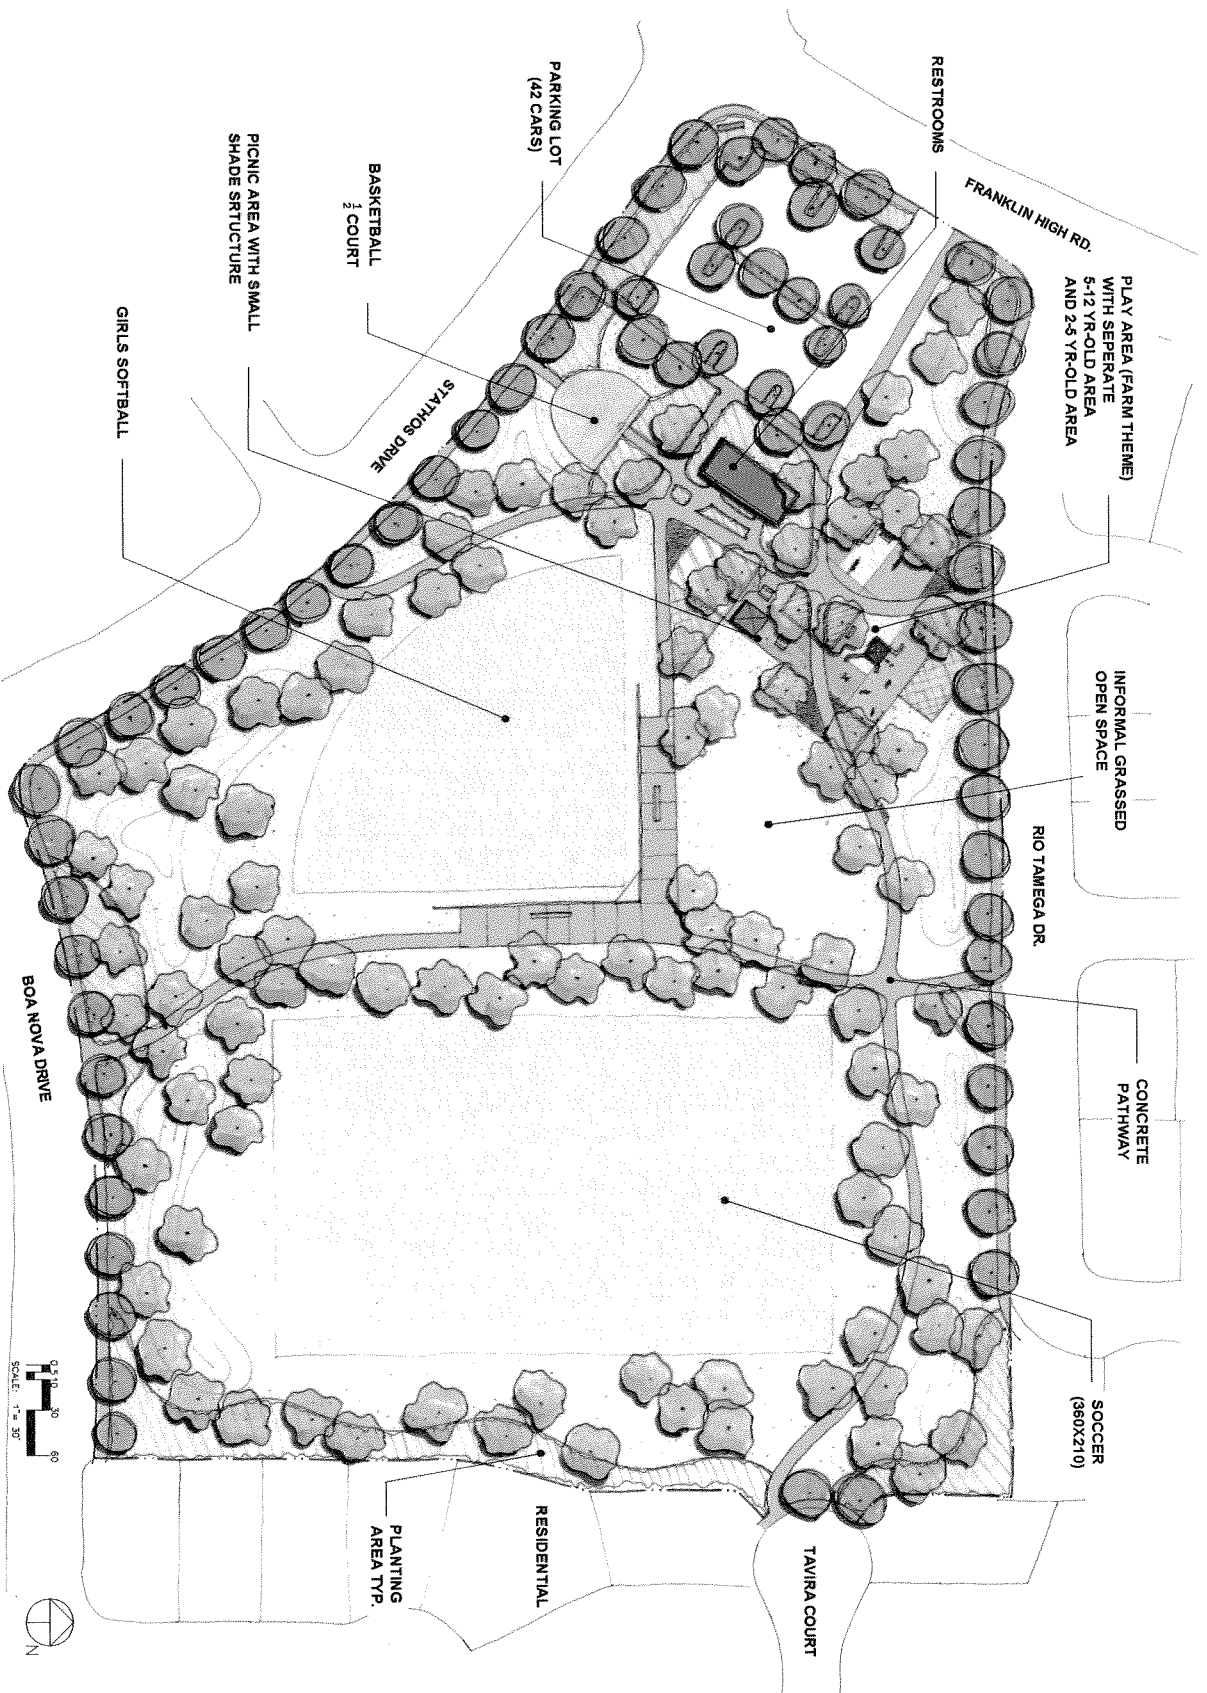 FRANKLIN HIGH RD.
RESTROOMS
PARKING LOT
(42 CARS)
BASKETBALL
1/2 COURT
PICNIC AREA WITH SMALL
SHADE SRTUCTURE
GIRLS SOFTBALL
STATHOS DRIVE
PLAY AREA (FARM THEME)
WITH SEPERATE
5-12 YR-OLD AREA
AND 2-5 YR-OLD AREA
INFORMAL GRASSED
OPEN SPACE
RIO TAMEGA DR.
CONCRETE
PATHWAY
BOA NOVA DRIVE
SOCCER
(360X210)
RESIDENTIAL
PLANTING
AREA TYP.
TAVIRA COURT
0 5 10 30 60
SCALE: 1"= 30'
N